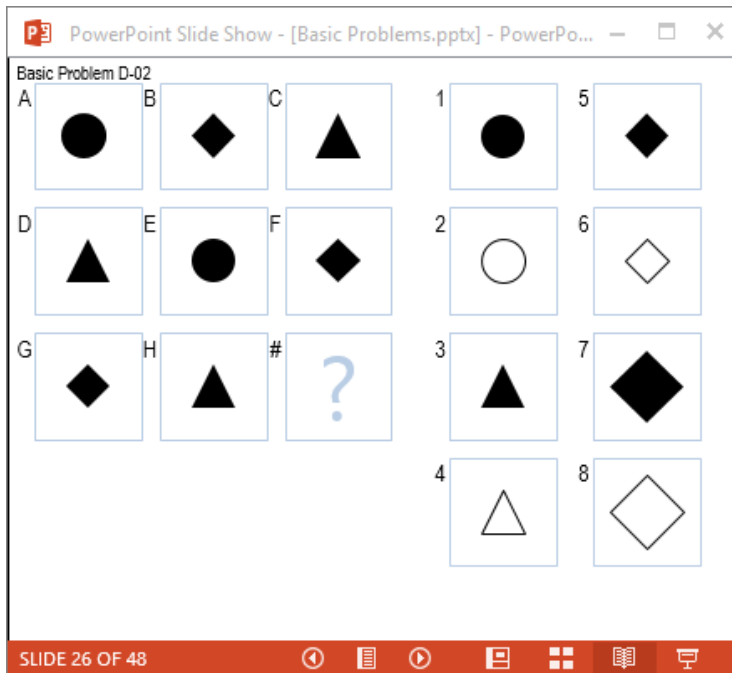 PowerPoint Slide Show - [Basic Problems.pptx] - PowerPo...
Basic Problem D-02
A B C 1 5
D E F 2 6
G H # 3 7
?
4 8
SLIDE 26 OF 48